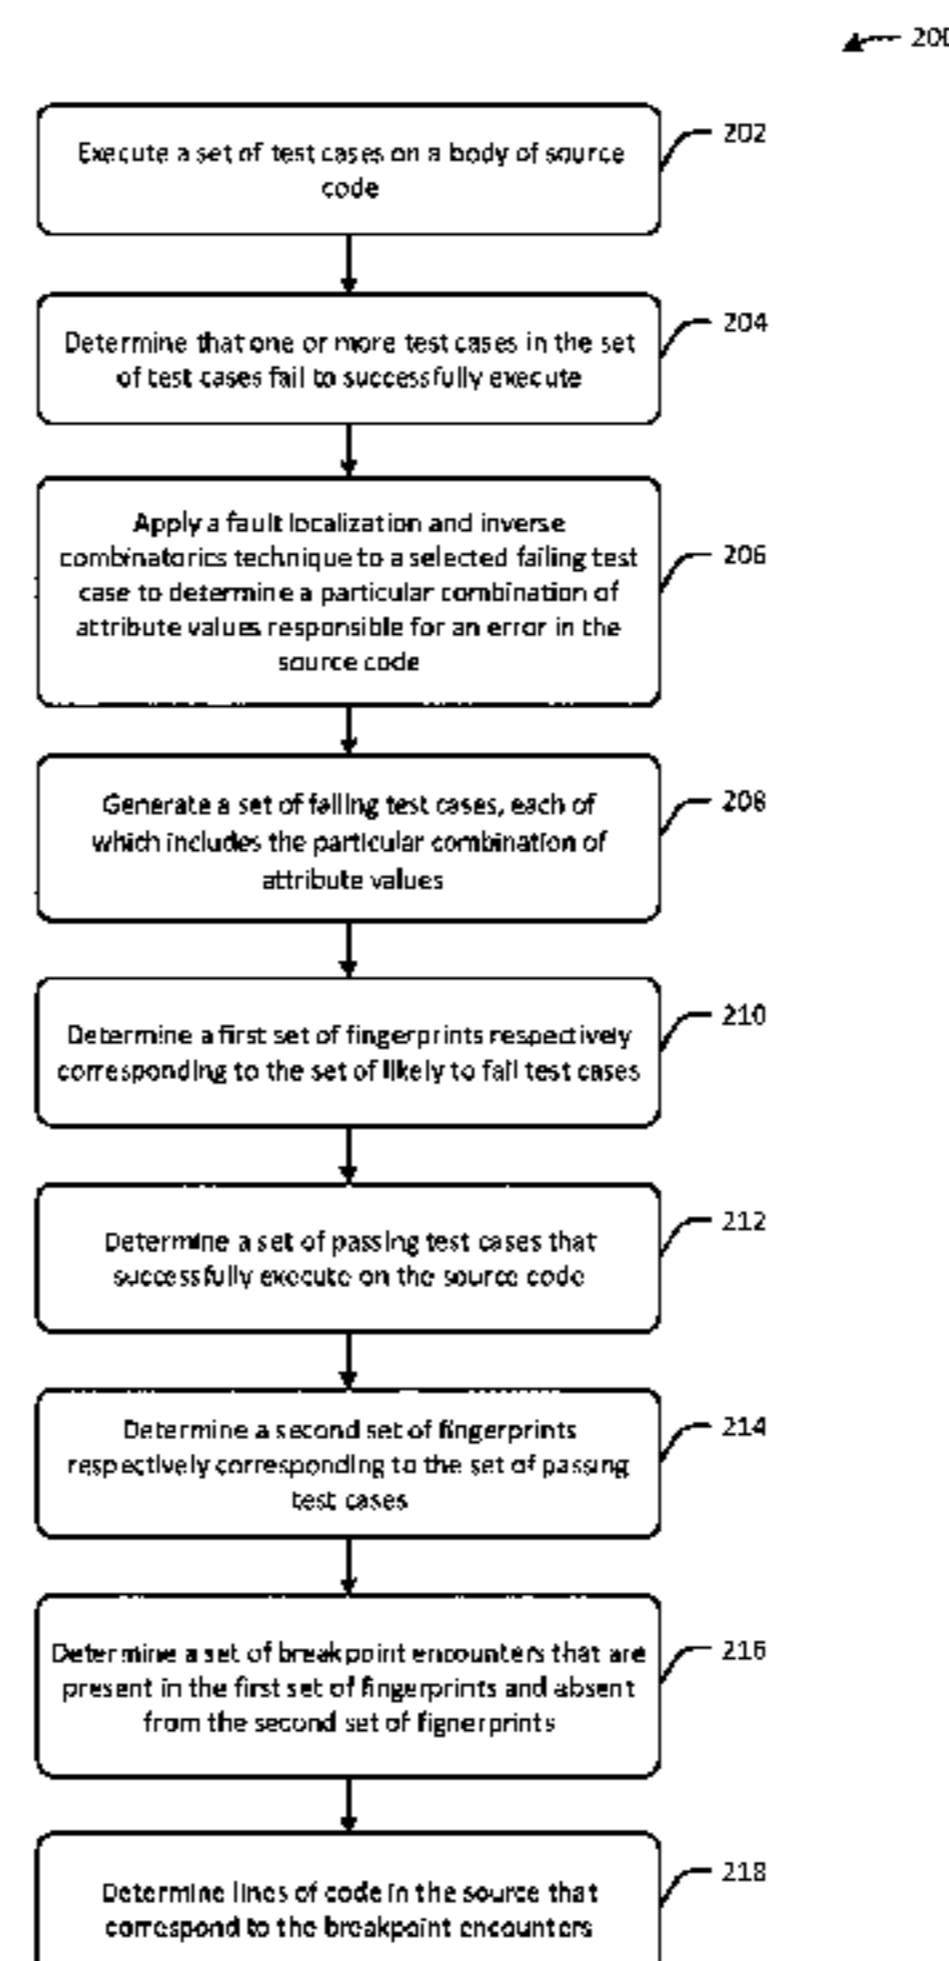 200
Execute a set of test cases on a body of source
code
202
Determine that one or more test cases in the set
of test cases fail to successfully execute
204
Apply a fault localization and inverse
combinatorics technique to a selected failing test
case to determine a particular combination of
attribute values responsible for an error in the
source code
206
Generate a set of failing test cases, each of
which includes the particular combination of
attribute values
208
Determine a first set of fingerprints respectively
corresponding to the set of likely to fail test cases
210
Determine a set of passing test cases that
successfully execute on the source code
212
Determine a second set of fingerprints
respectively corresponding to the set of passing
test cases
214
Determine a set of breakpoint encounters that are
present in the first set of fingerprints and absent
from the second set of fignerprints
216
Determine lines of code in the source that
correspond to the breakpoint encounters
218